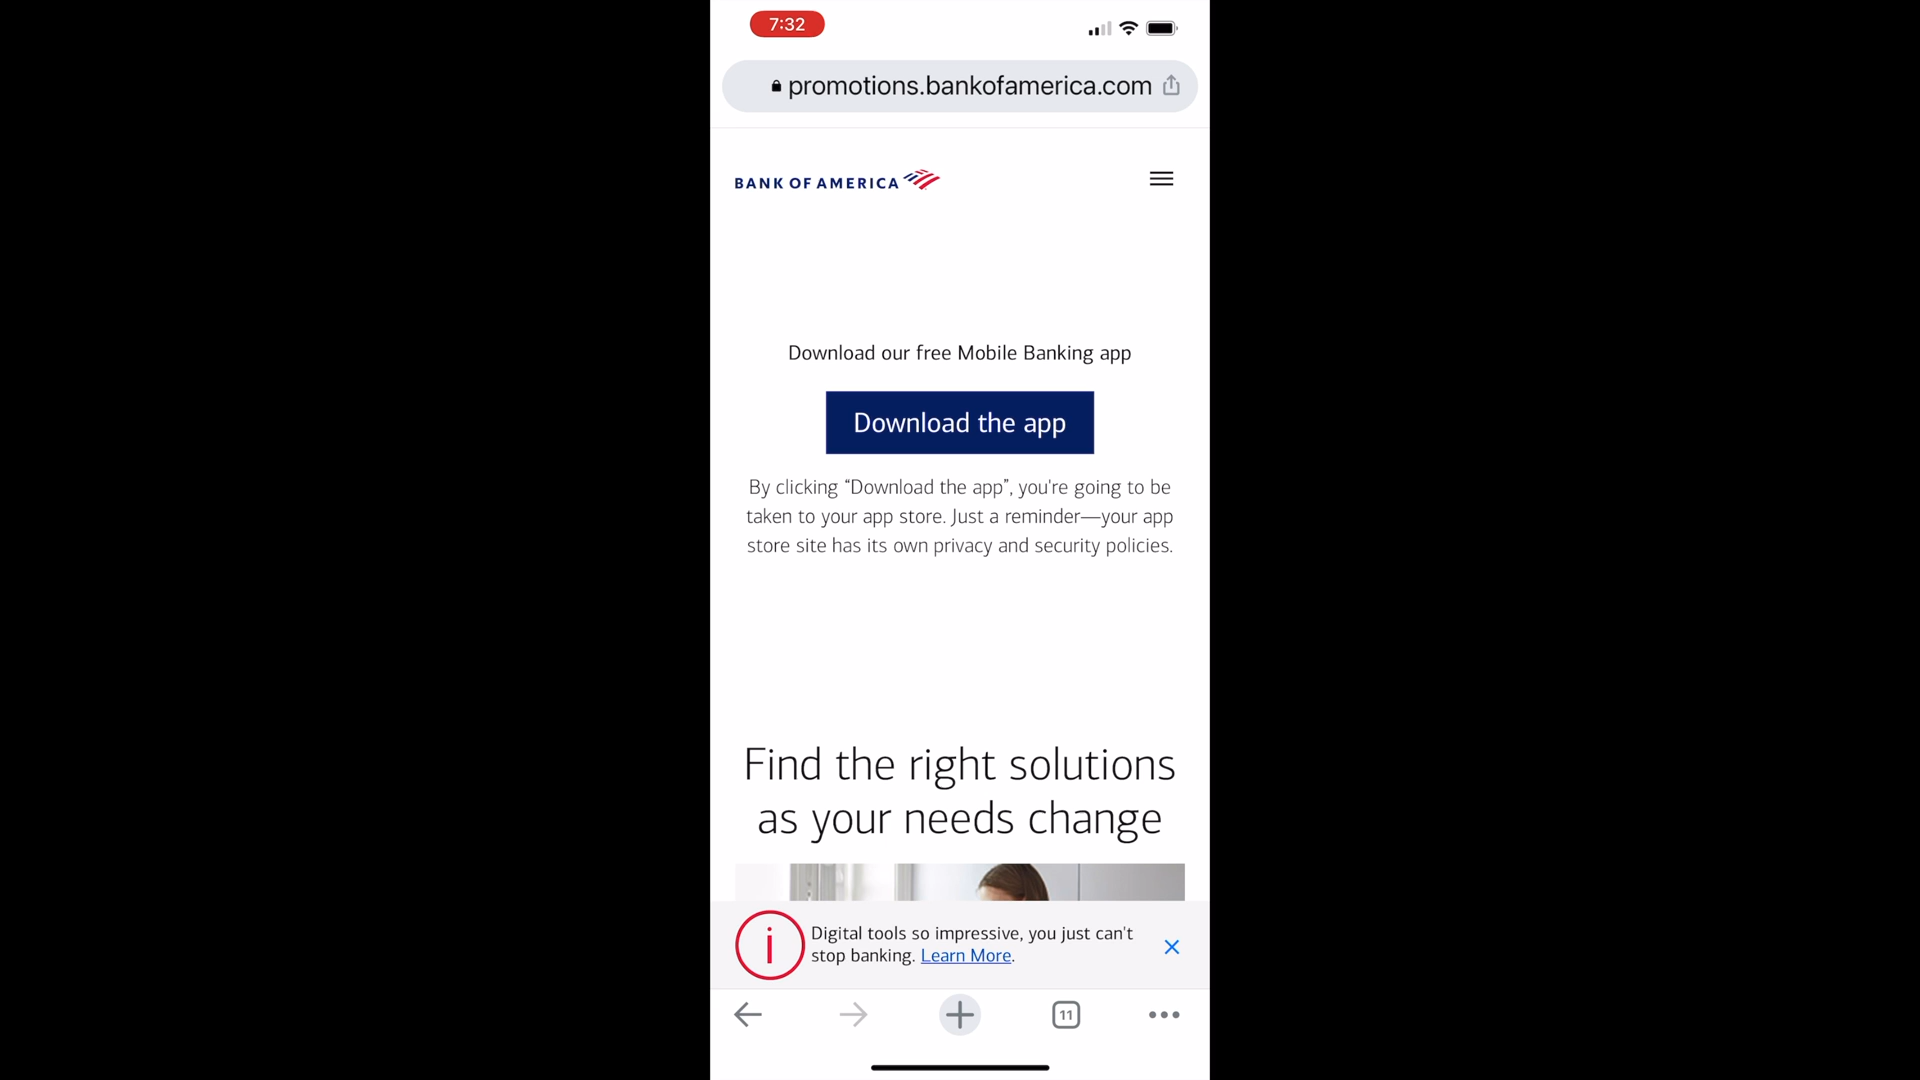 7:32
promotions.bankofamerica.com
BANK OF AMERICA
Download our free Mobile Banking app
Download the app
By clicking “Download the app”, you're going to be
taken to your app store. Just a reminder—your app
store site has its own privacy and security policies.
Find the right solutions
as your needs change
i
Digital tools so impressive, you just can't
stop banking. Learn More.
11